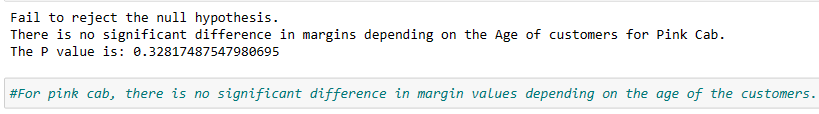 Fail to reject the null hypothesis.
There is no significant difference in margins depending on the Age of customers for Pink Cab.
The P value is: 0.32817487547980695
#For pink cab, there is no significant difference in margin values depending on the age of the customers.